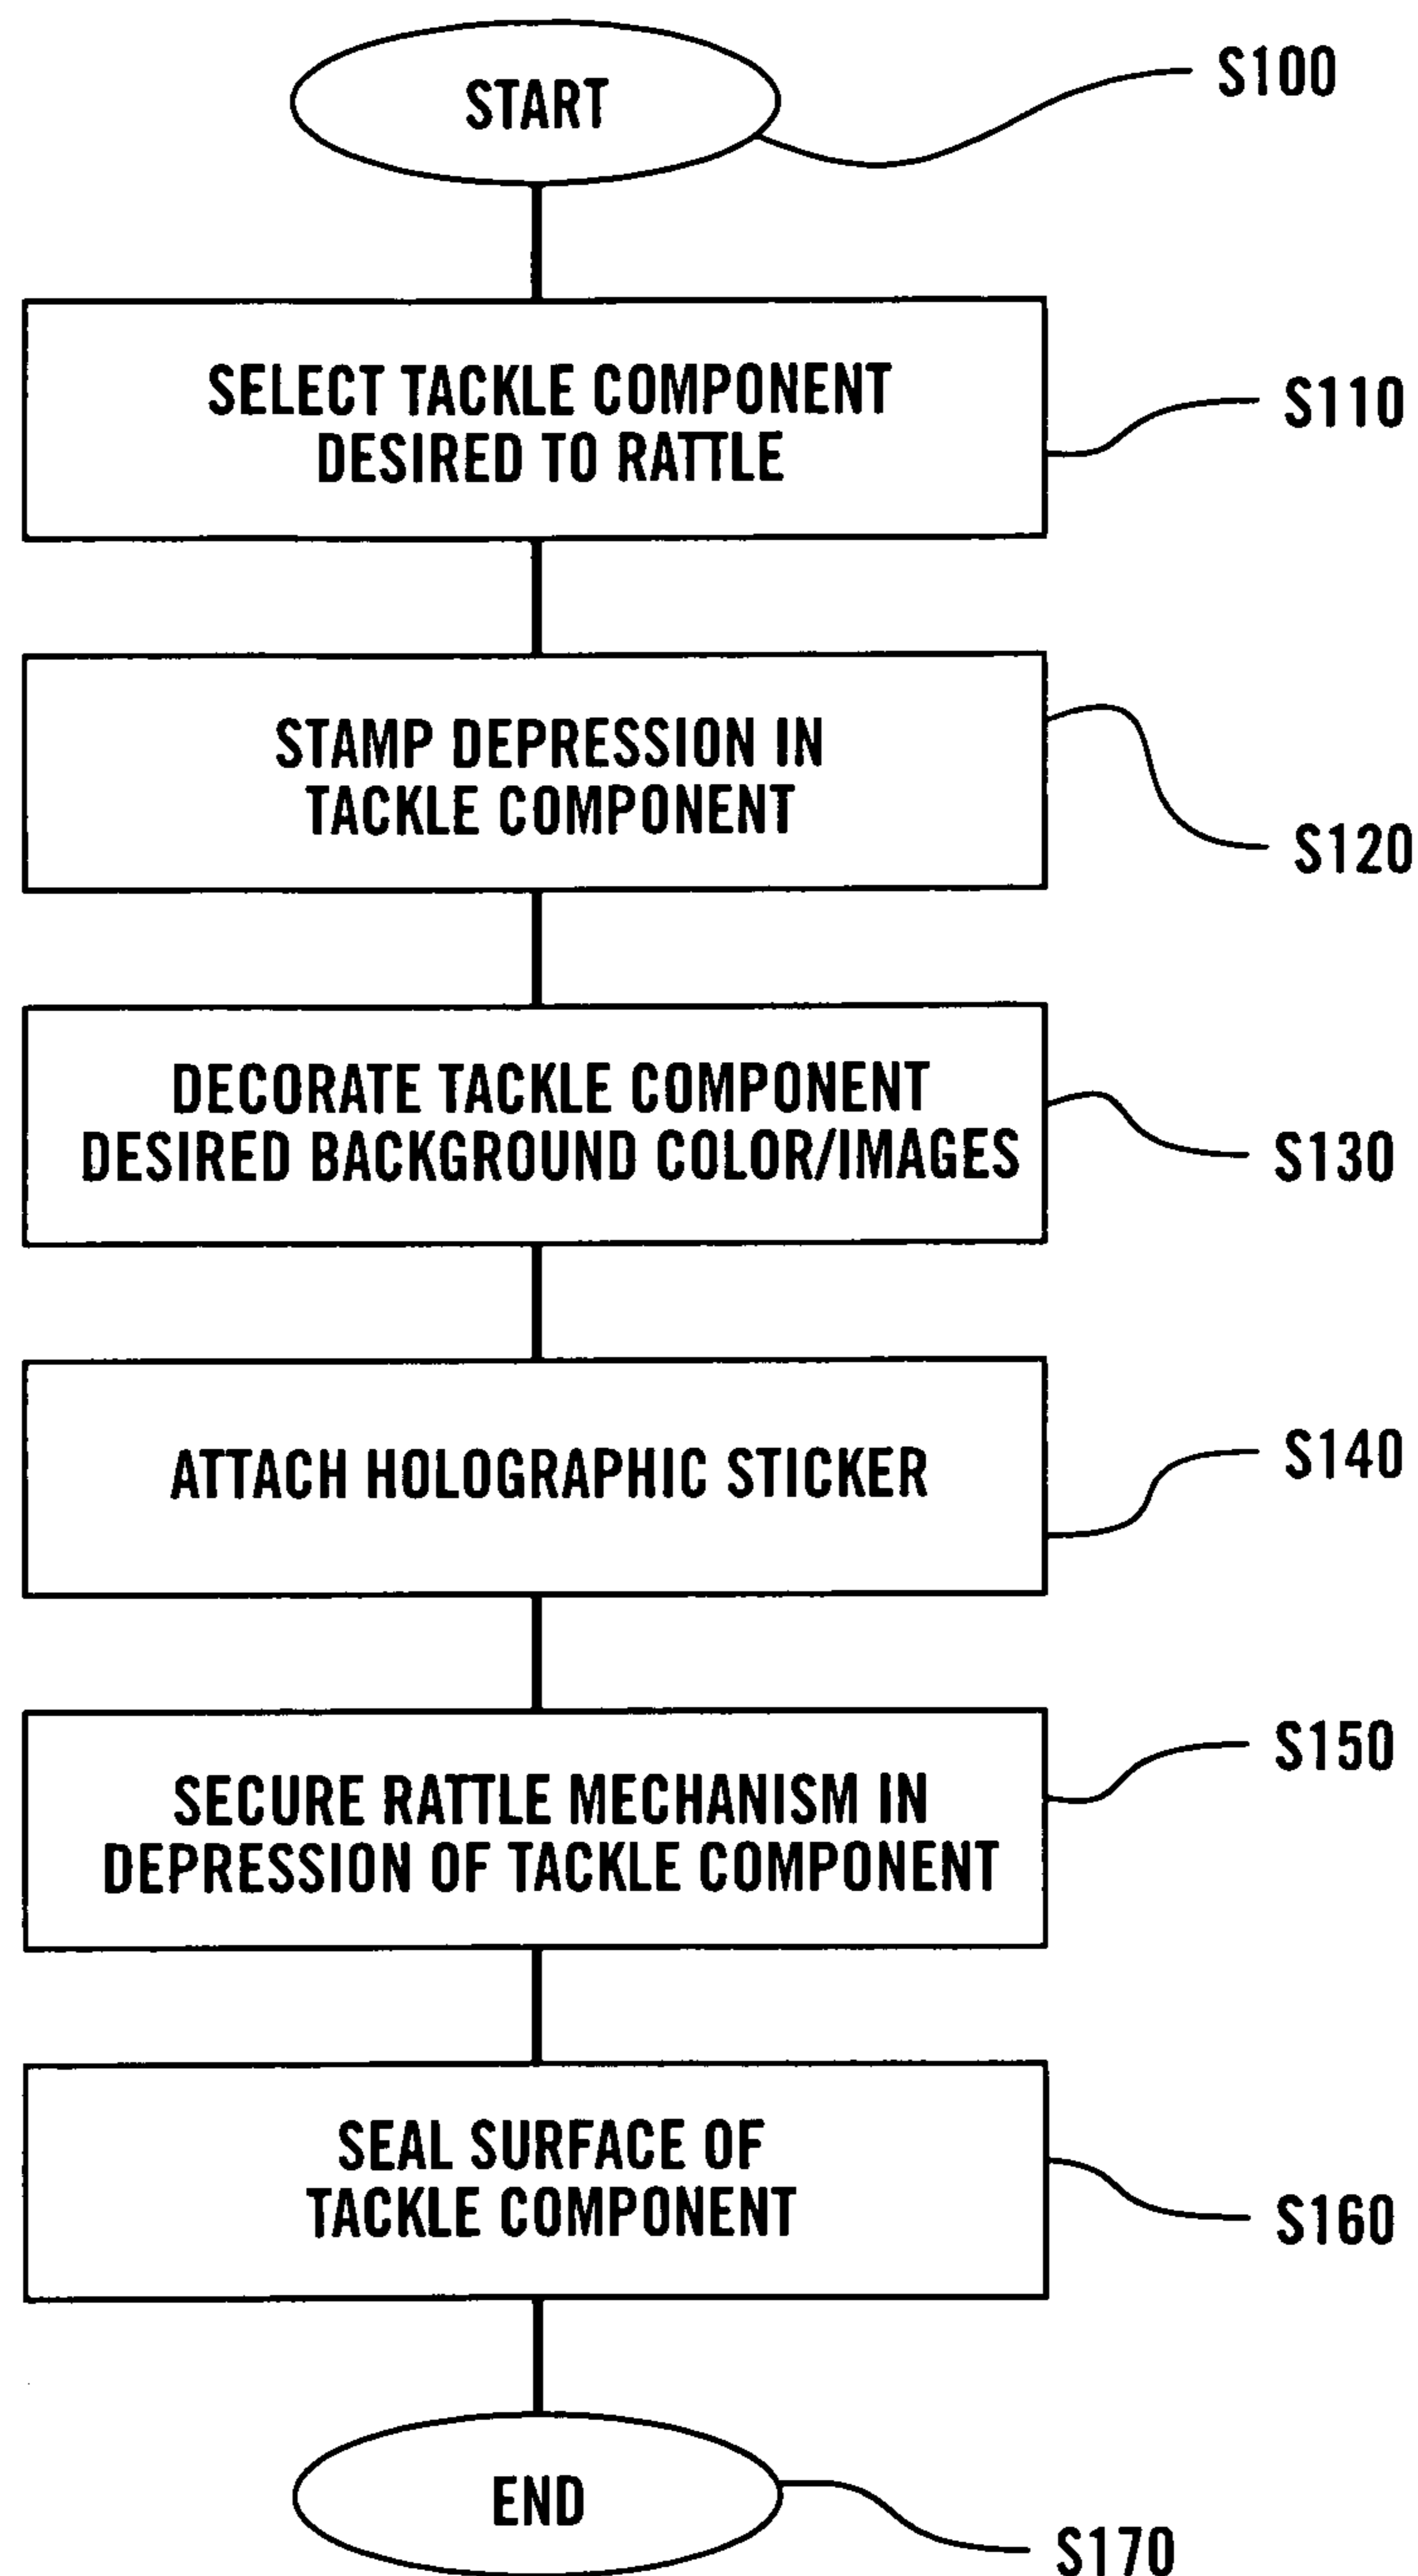 START
S100
SELECT TACKLE COMPONENT
DESIRED TO RATTLE
S110
STAMP DEPRESSION IN
TACKLE COMPONENT
S120
DECORATE TACKLE COMPONENT
DESIRED BACKGROUND COLOR/IMAGES
S130
ATTACH HOLOGRAPHIC STICKER
S140
SECURE RATTLE MECHANISM IN
DEPRESSION OF TACKLE COMPONENT
S150
SEAL SURFACE OF
TACKLE COMPONENT
S160
END
S170